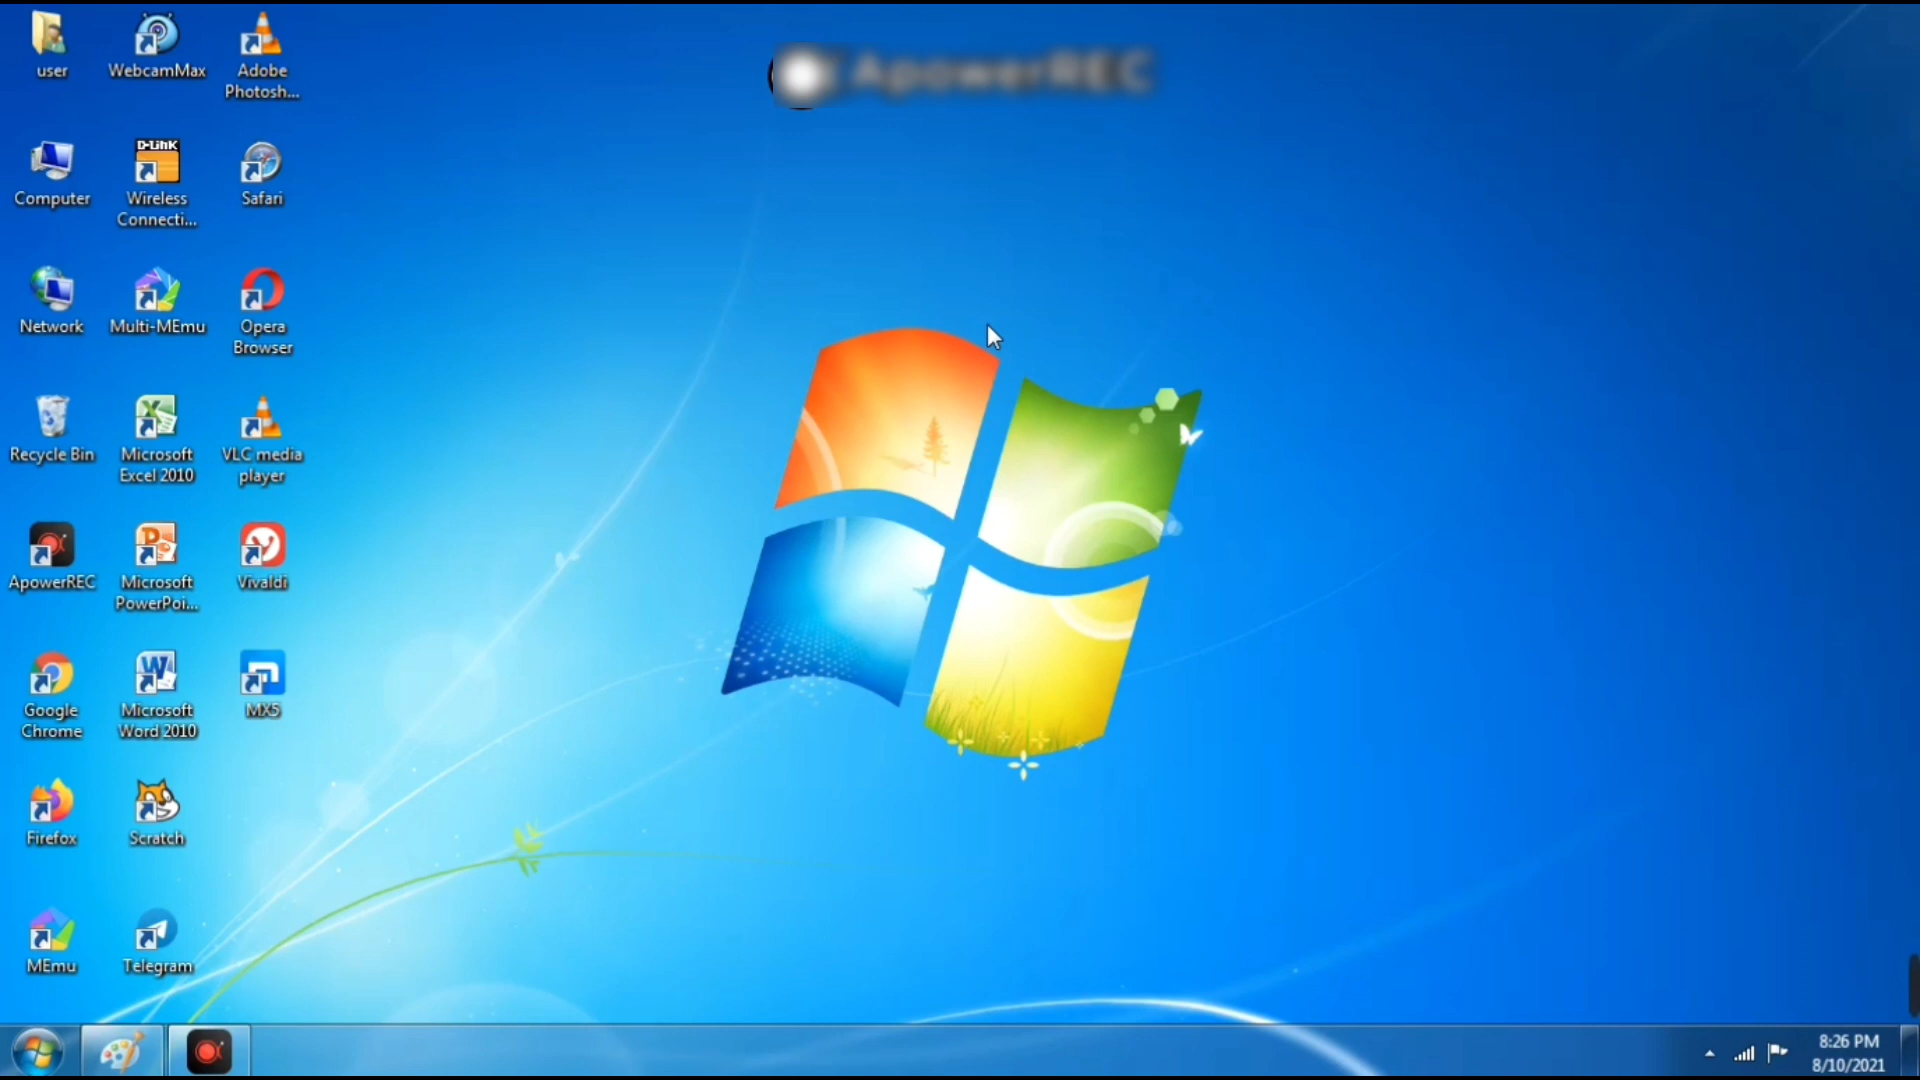 ApowerREC
user
WebcamMax
Adobe
Photosh...
Computer
D-Link
Wireless
Connecti...
Safari
Network
Multi-MEmu
Opera
Browser
Recycle Bin
Microsoft
Excel 2010
VLC media
player
ApowerREC
Microsoft
PowerPoi...
Vivaldi
Google
Chrome
Microsoft
Word 2010
MX5
Firefox
Scratch
MEmu
Telegram
8:26 PM
8/10/2021